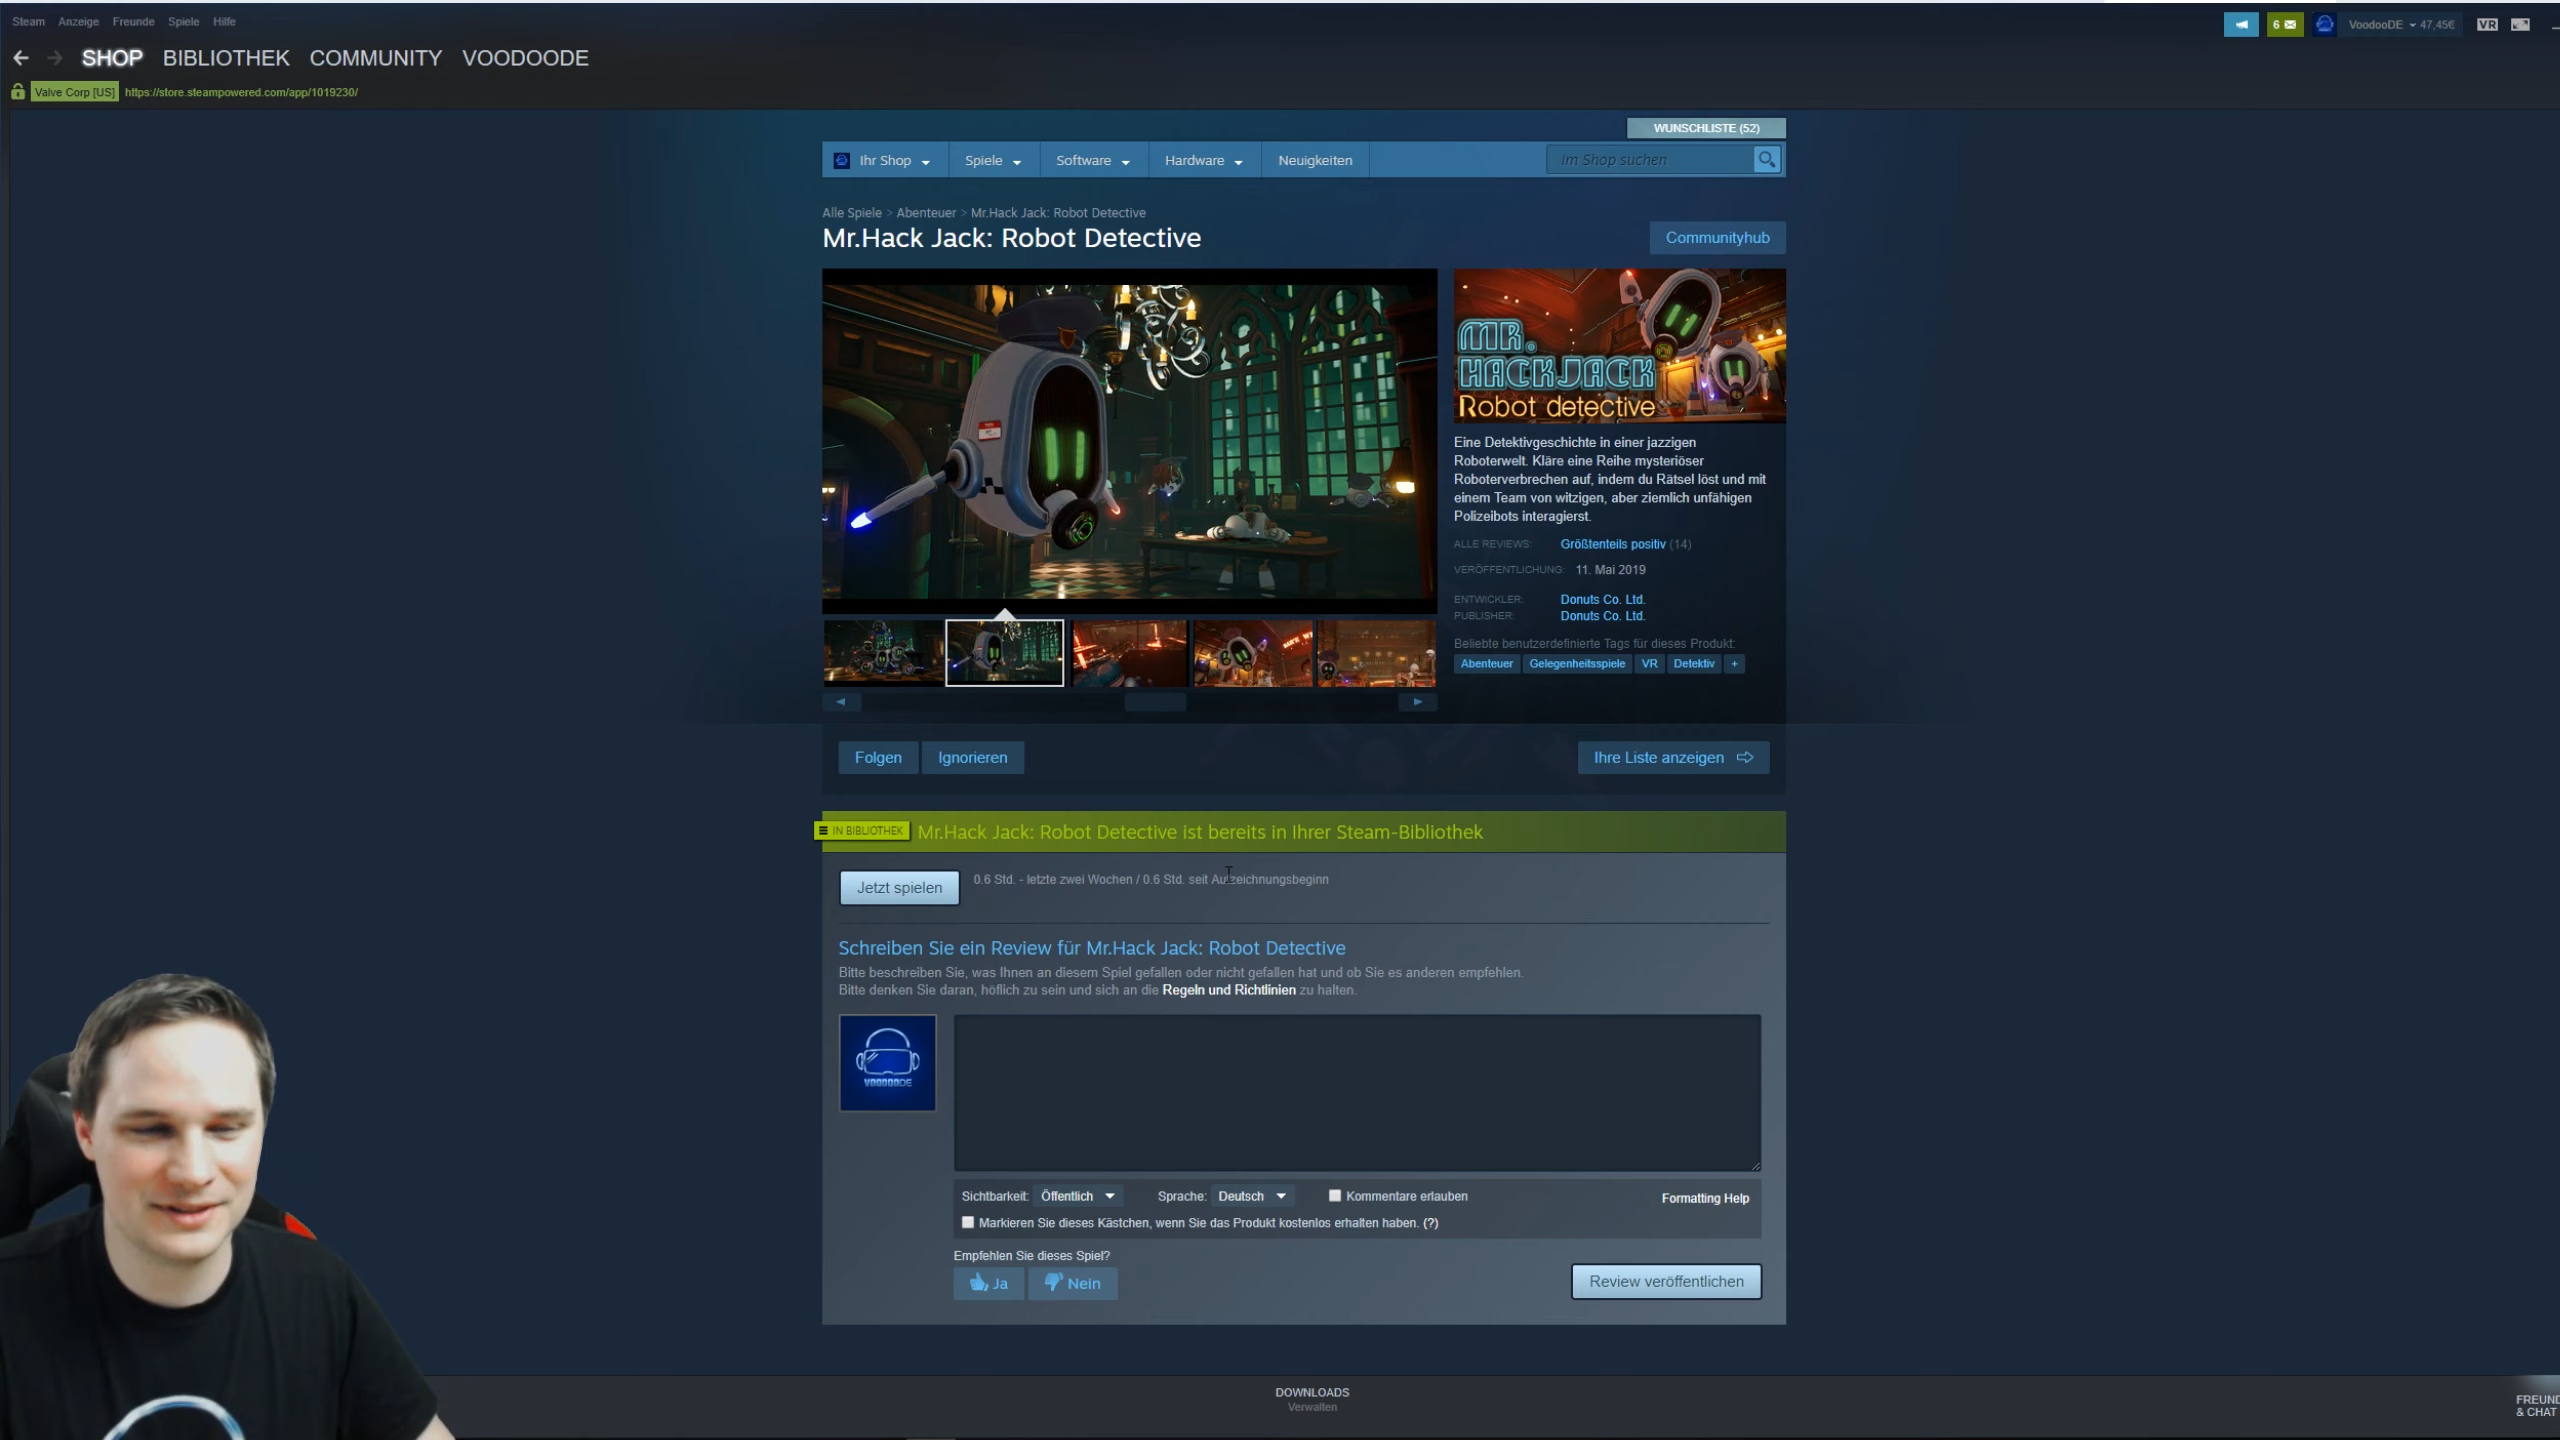 Steam Anzeige Freunde Spiele Hilfe
6 VoodooDE 47,45€ VR
SHOP BIBLIOTHEK COMMUNITY VOODOODE
Valve Corp [US] https://store.steampowered.com/app/1019230/
WUNSCHLISTE (52)
Ihr Shop Spiele Software Hardware Neuigkeiten Im Shop suchen
Alle Spiele > Abenteuer > Mr.Hack Jack: Robot Detective
Mr.Hack Jack: Robot Detective
Communityhub
MR.
HACKJACK
Robot detective
Eine Detektivgeschichte in einer jazzigen
Roboterwelt. Kläre eine Reihe mysteriöser
Roboterverbrechen auf, indem du Rätsel löst und mit
einem Team von witzigen, aber ziemlich unfähigen
Polizeibots interagierst.
ALLE REVIEWS: Größtenteils positiv (14)
VERÖFFENTLICHUNG: 11. Mai 2019
ENTWICKLER: Donuts Co. Ltd.
PUBLISHER: Donuts Co. Ltd.
Beliebte benutzerdefinierte Tags für dieses Produkt:
Abenteuer Gelegenheitsspiele VR Detektiv +
Folgen Ignorieren Ihre Liste anzeigen
IN BIBLIOTHEK Mr.Hack Jack: Robot Detective ist bereits in Ihrer Steam-Bibliothek
Jetzt spielen 0.6 Std. - letzte zwei Wochen / 0.6 Std. seit Aufzeichnungsbeginn
Schreiben Sie ein Review für Mr.Hack Jack: Robot Detective
Bitte beschreiben Sie, was Ihnen an diesem Spiel gefallen oder nicht gefallen hat und ob Sie es anderen empfehlen.
Bitte denken Sie daran, höflich zu sein und sich an die Regeln und Richtlinien zu halten.
VOODOODE
Sichtbarkeit: Öffentlich Sprache: Deutsch Kommentare erlauben Formatting Help
Markieren Sie dieses Kästchen, wenn Sie das Produkt kostenlos erhalten haben. (?)
Empfehlen Sie dieses Spiel?
Ja Nein Review veröffentlichen
DOWNLOADS
Verwalten
FREUND
& CHAT